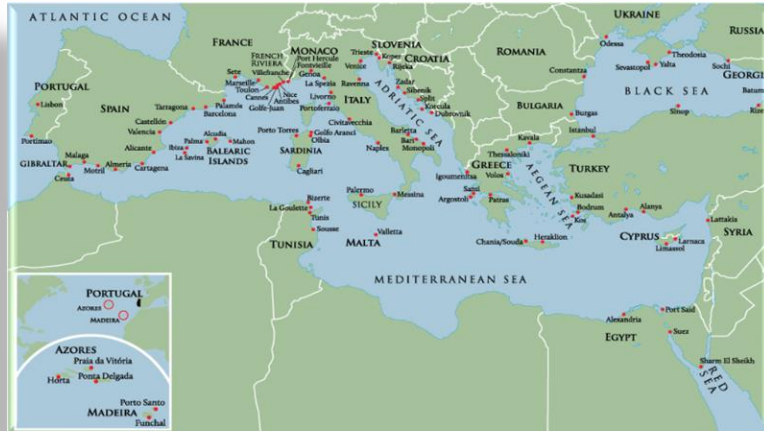 ATLANTIC OCEAN
UKRAINE
RUSSIA
FRANCE
FRENCH
RIVIERA
MONACO
Port Hercule
Fontvieille
SLOVENIA
CROATIA
ROMANIA
Odessa
Villefranche
Genoa
Trieste
Koper
Venice
Rijeka
Theodosia
Sevastopol
Yalta
Sochi
GEORGI
Sete
Marseille
Toulon
Cannes
Golfe-Juan
Nice
Antibes
La Spezia
Livorno
Portoferraio
Ravenna
ITALY
ADRIATIC SEA
Zadar
Sibenik
Split
Korcula
Dubrovnik
Constanta
BLACK SEA
Batum
PORTUGAL
Lisbon
SPAIN
Tarragona
Palamós
Barcelona
Castellón
Valencia
Alicante
Civitavecchia
BULGARIA
Burgas
Sinop
Rize
Portimao
Ibiza
La Savina
Palma
Alcudia
Mahon
BALEARIC
ISLANDS
Porto Torres
Golfo Aranci
Olbia
SARDINIA
Cagliari
Naples
Barletta
Bari
Monopoli
Kavala
Istanbul
Thessaloniki
GREECE
Volos
Igoumenitsa
GIBRALTAR
Malaga
Motril
Almeria
Cartagena
Ceuta
Sami
Argostoli
Patras
AEGEAN SEA
TURKEY
Kusadasi
Bodrum
Kos
Antalya
Alanya
Palermo
Messina
SICILY
Bizerte
La Goulette
Tunis
Sousse
TUNISIA
MALTA
Valletta
Chania/Souda
Heraklion
CYPRUS
Larnaca
Limassol
Lattakia
SYRIA
MEDITERRANEAN SEA
Alexandria
Port Said
EGYPT
Suez
Sharm El Sheikh
RED
SEA
PORTUGAL
AZORES
MADEIRA
AZORES
Praia da Vitória
Horta
Ponta Delgada
Porto Santo
MADEIRA
Funchal